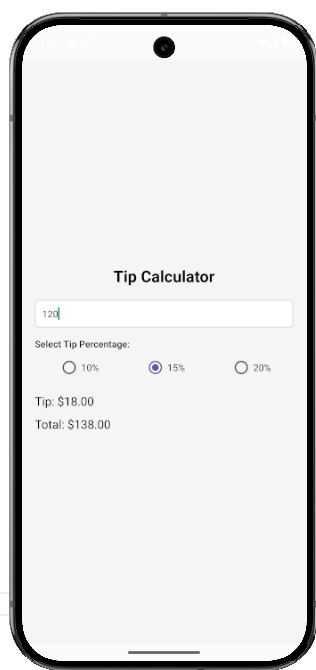 Tip Calculator
120
Select Tip Percentage:
10% 15% 20%
Tip: $18.00
Total: $138.00